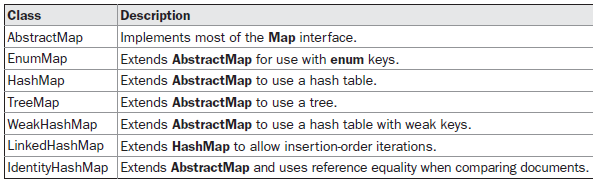 Class Description
AbstractMap Implements most of the Map interface.
EnumMap Extends AbstractMap for use with enum keys.
HashMap Extends AbstractMap to use a hash table.
TreeMap Extends AbstractMap to use a tree.
WeakHashMap Extends AbstractMap to use a hash table with weak keys.
LinkedHashMap Extends HashMap to allow insertion-order iterations.
IdentityHashMap Extends AbstractMap and uses reference equality when comparing documents.